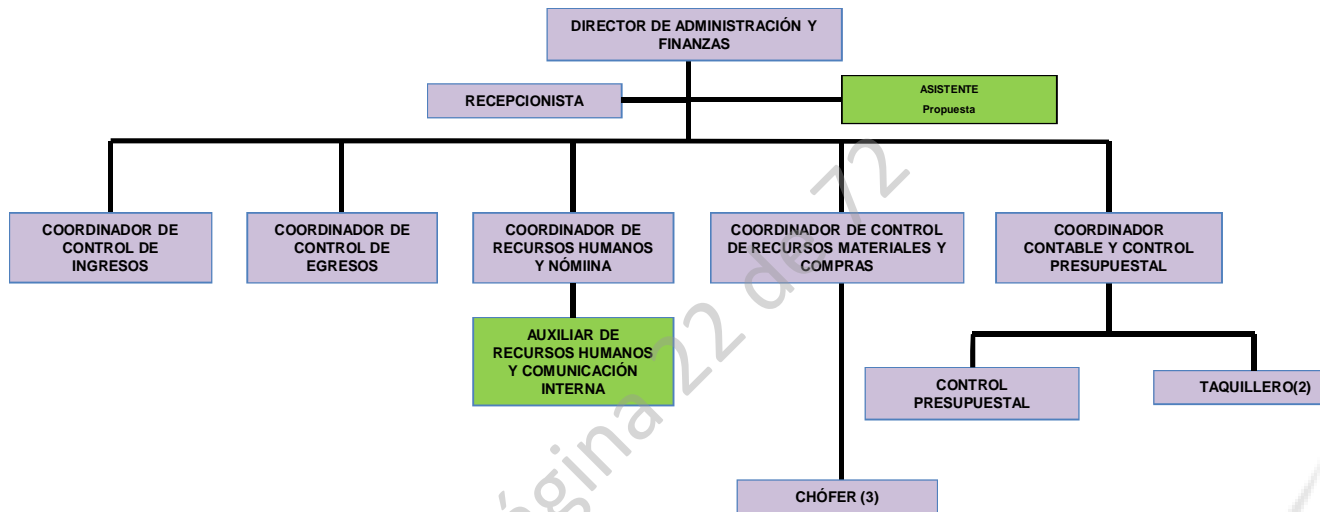 DIRECTOR DE ADMINISTRACIÓN Y
FINANZAS
RECEPCIONISTA
ASISTENTE
Propuesta
COORDINADOR DE
CONTROL DE
INGRESOS
COORDINADOR DE
CONTROL DE
EGRESOS
COORDINADOR DE
RECURSOS HUMANOS
Y NÓMIINA
COORDINADOR DE CONTROL
DE RECURSOS MATERIALES Y
COMPRAS
COORDINADOR
CONTABLE Y CONTROL
PRESUPUESTAL
AUXILIAR DE
RECURSOS HUMANOS
Y COMUNICACIÓN
INTERNA
CONTROL
PRESUPUESTAL
TAQUILLERO(2)
CHÓFER (3)
ágina 22 de 72